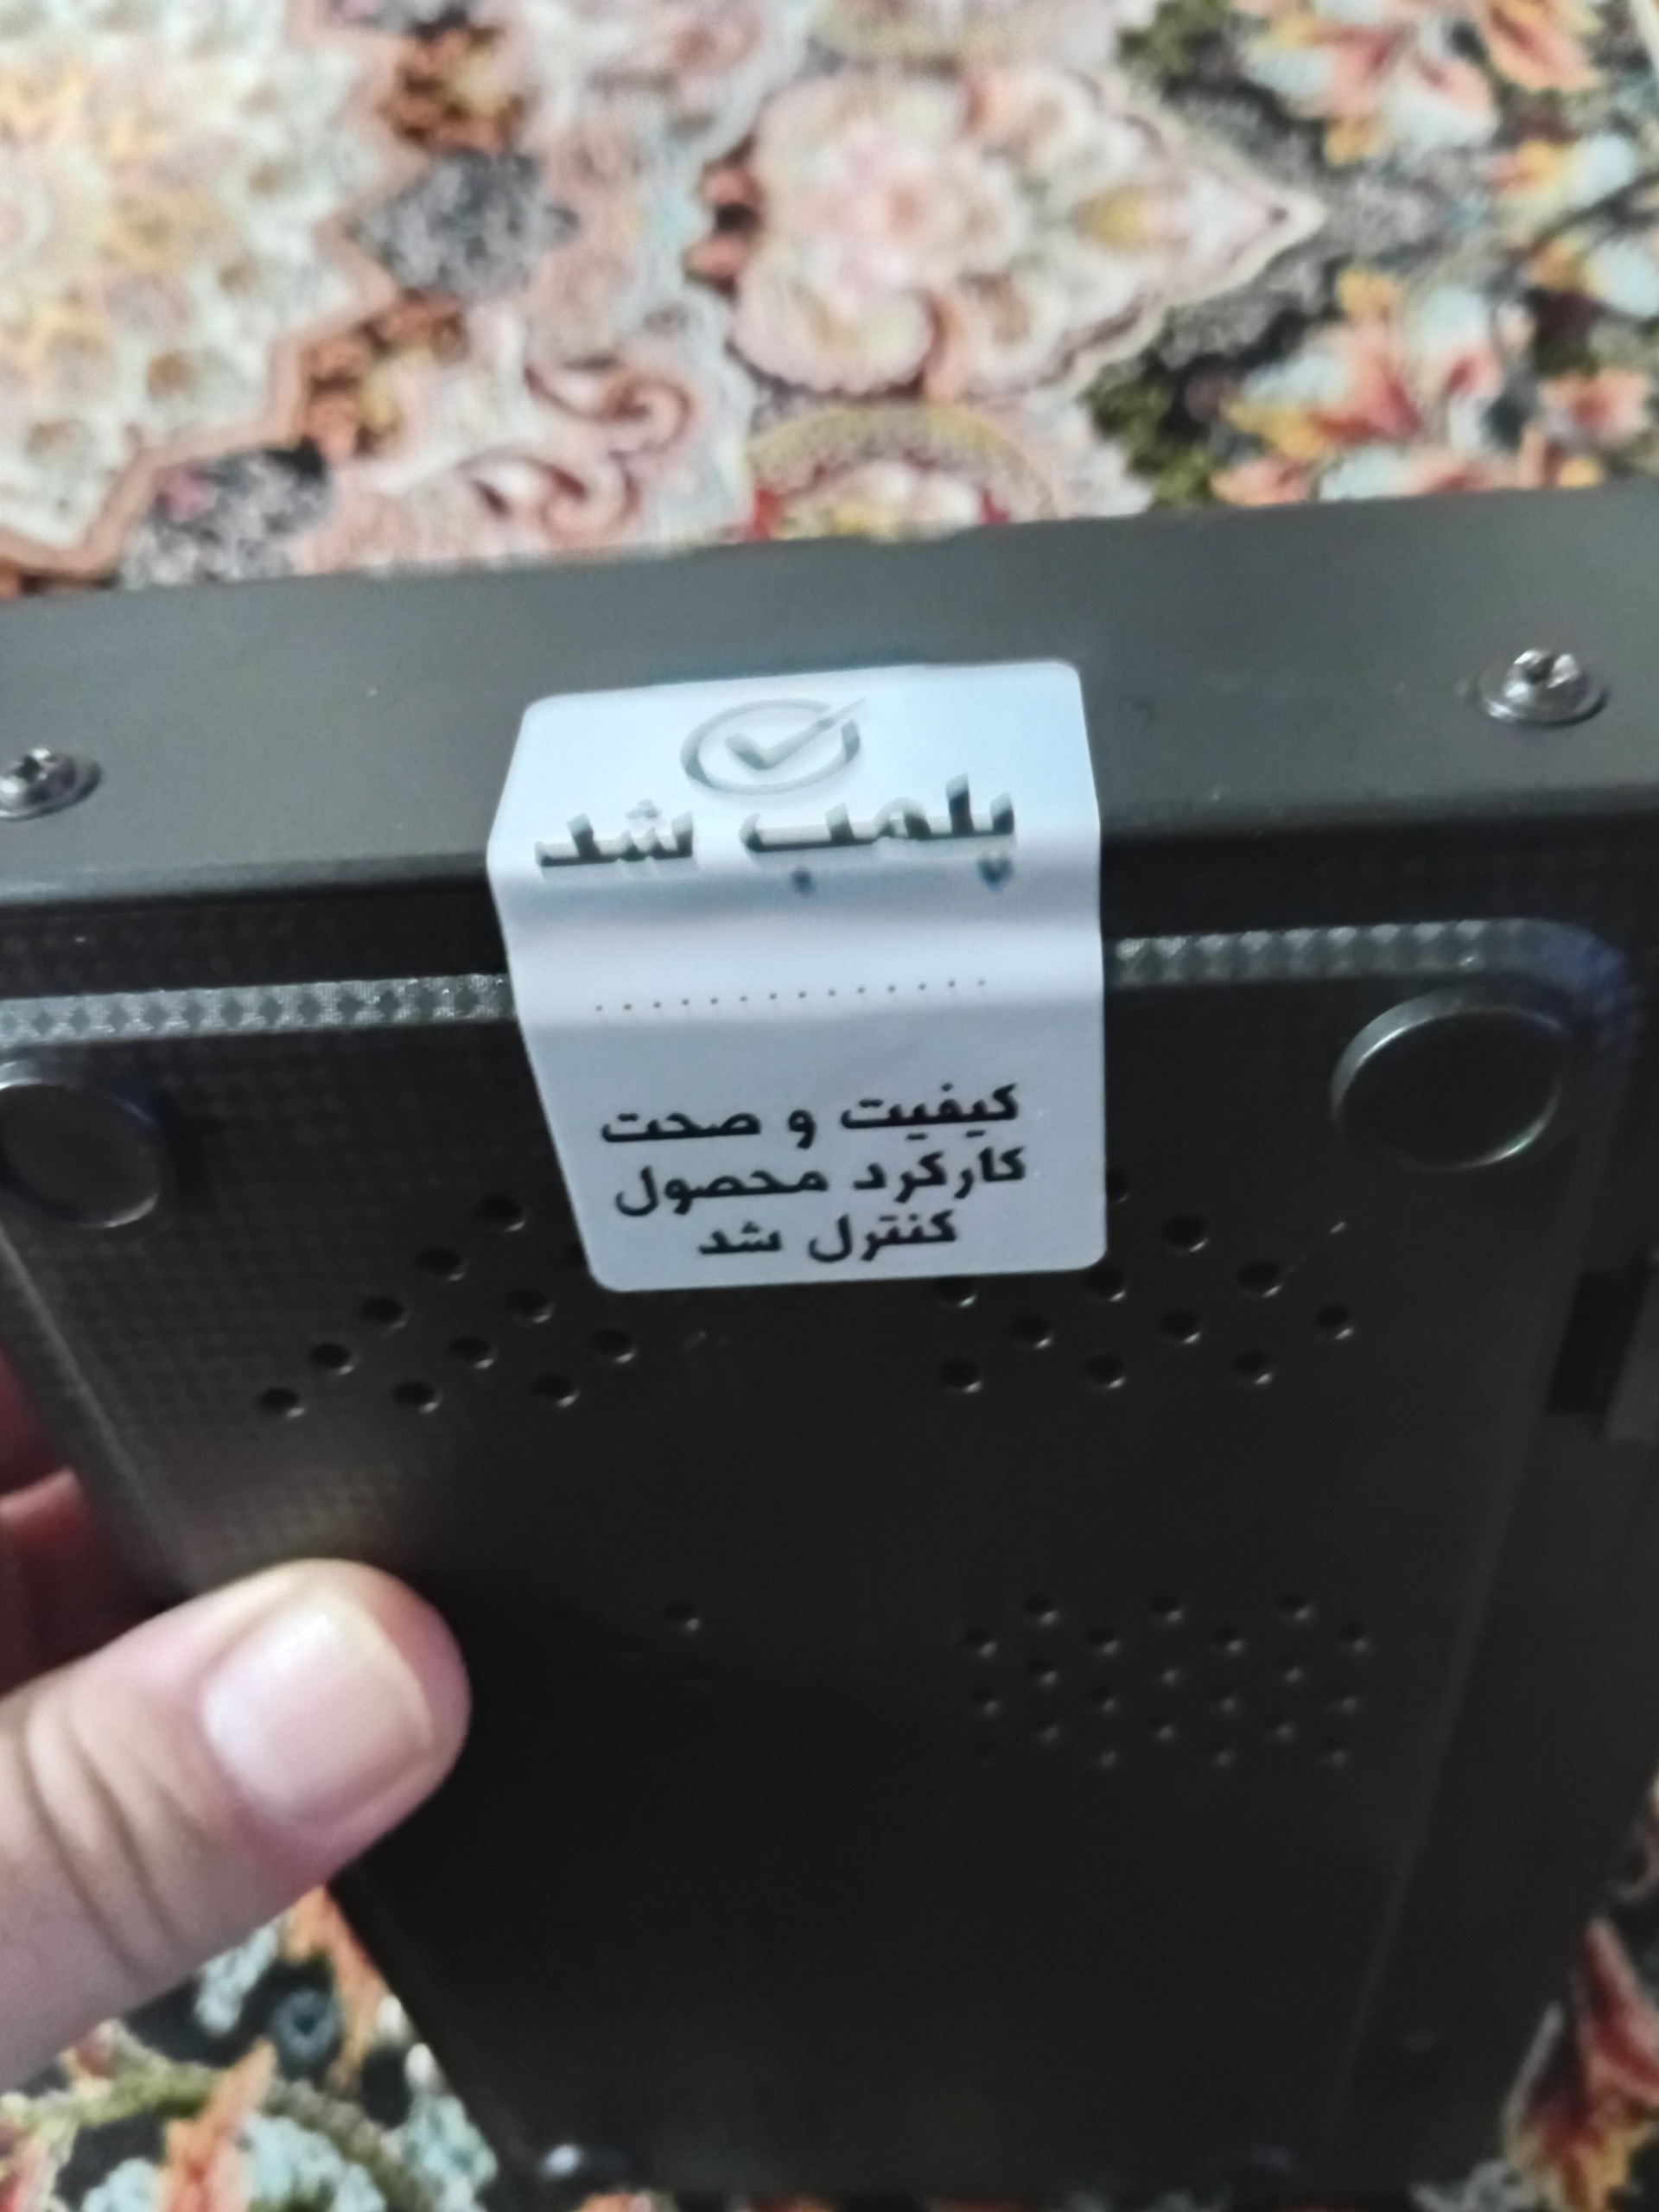 پلمب شد
...............
کیفیت و صحت
کارکرد محصول
کنترل شد